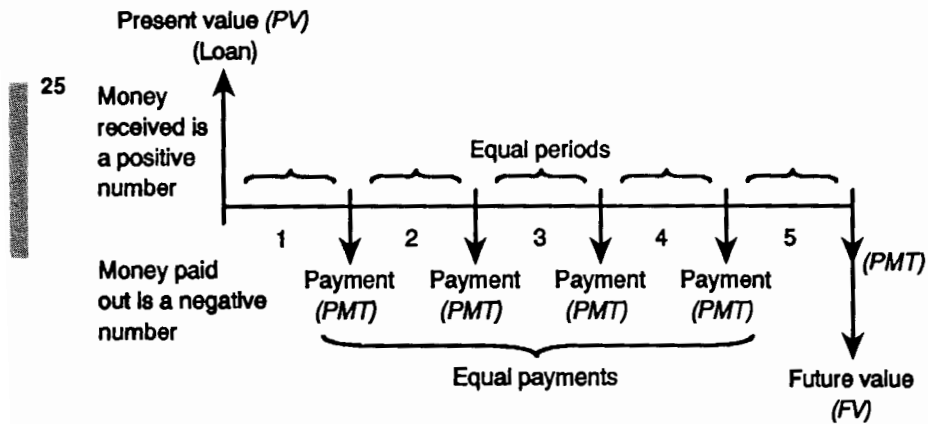 Present value (PV)
(Loan)
25
Money
received is
a positive
number
Equal periods
1 2 3 4 5
Money paid
out is a negative
number
Payment Payment Payment Payment
(PMT) (PMT) (PMT) (PMT)
(PMT)
Equal payments
Future value
(FV)